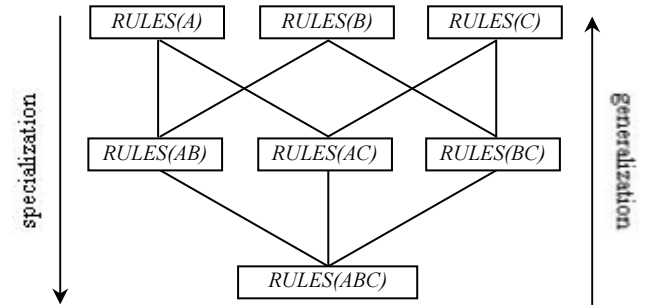 RULES(A) RULES(B) RULES(C)
specialization
generalization
RULES(AB) RULES(AC) RULES(BC)
RULES(ABC)